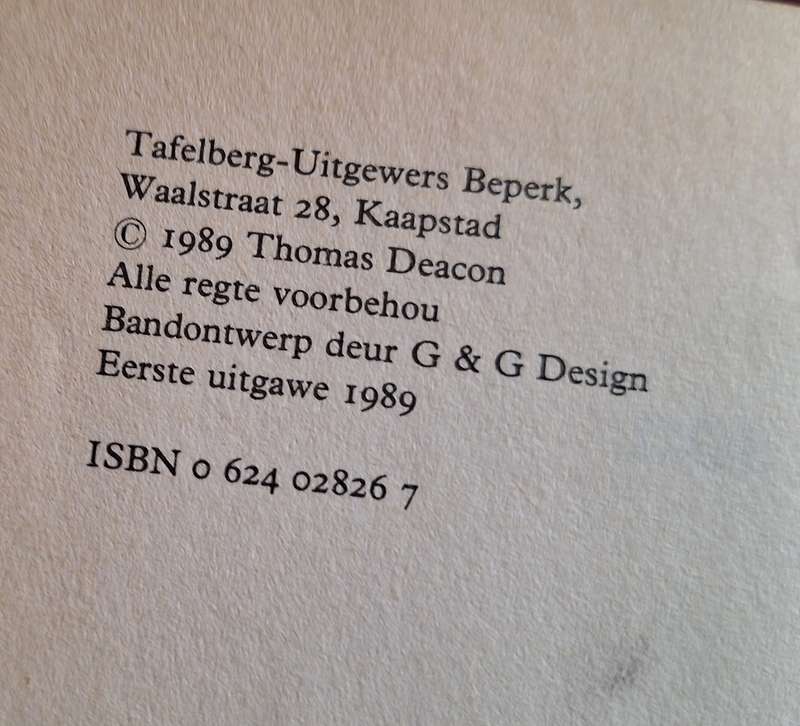 Tafelberg-Uitgewers Beperk,
Waalstraat 28, Kaapstad
© 1989 Thomas Deacon
Alle regte voorbehou
Bandontwerp deur G & G Design
Eerste uitgawe 1989
ISBN 0 624 02826 7